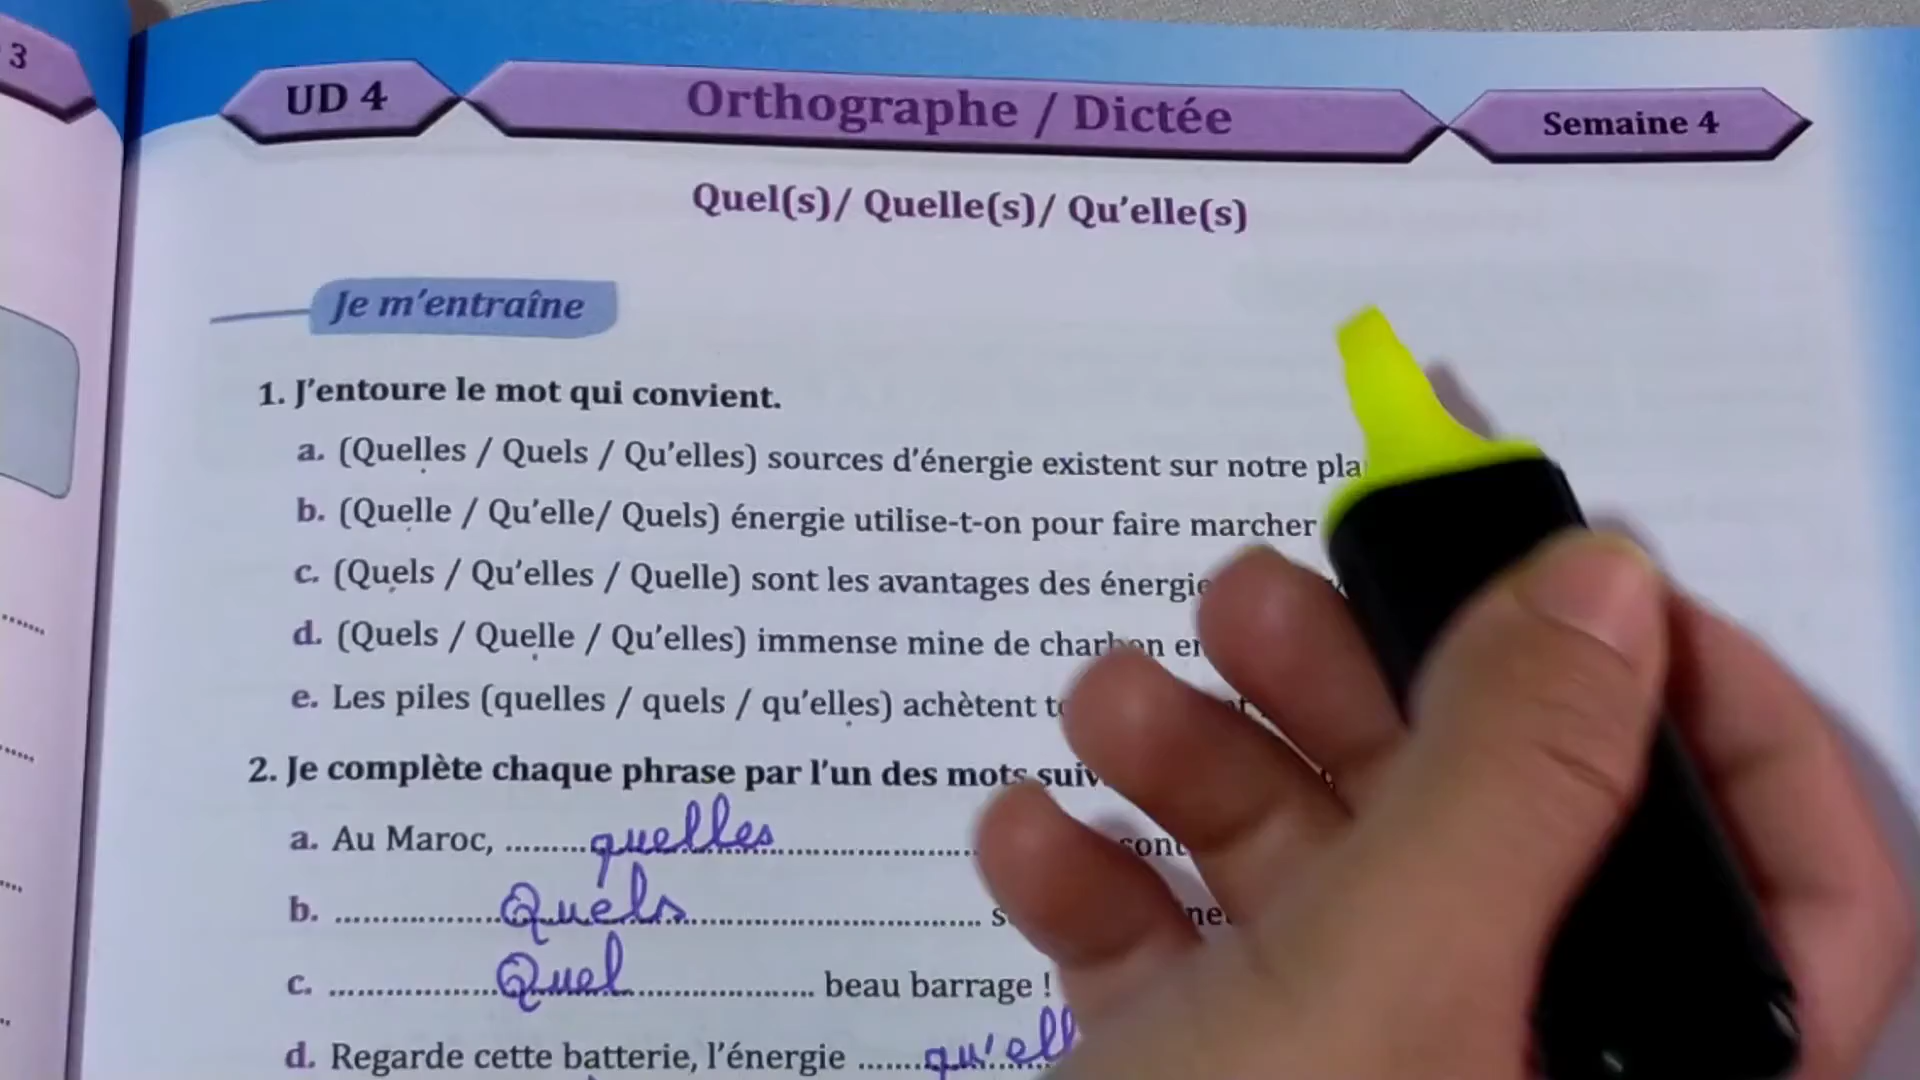 3
UD 4
Orthographe / Dictée
Semaine 4
Quel(s)/ Quelle(s)/ Qu'elle(s)
Je m'entraîne
1. J'entoure le mot qui convient.
a. (Quelles / Quels / Qu'elles) sources d'énergie existent sur notre
b. (Quelle / Qu'elle/ Quels) énergie utilise-t-on pour faire marcher
c. (Quels / Qu'elles / Quelle) sont les avantages des
d. (Quels / Quelle / Qu'elles) immense mine de charbon
e. Les piles (quelles / quels / qu'elles) achètent
2. Je complète chaque phrase par l'un des mots
a. Au Maroc, .........quelles....................
b. .................Quels..............................
c. .................Quel................... beau barrage !
d. Regarde cette batterie, l'énergie ......